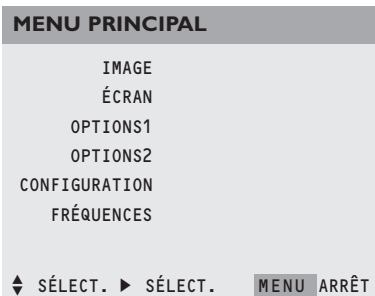 MENU PRINCIPAL
IMAGE
ÉCRAN
OPTIONS1
OPTIONS2
CONFIGURATION
FRÉQUENCES
SÉLECT. SÉLECT. MENU ARRÊT